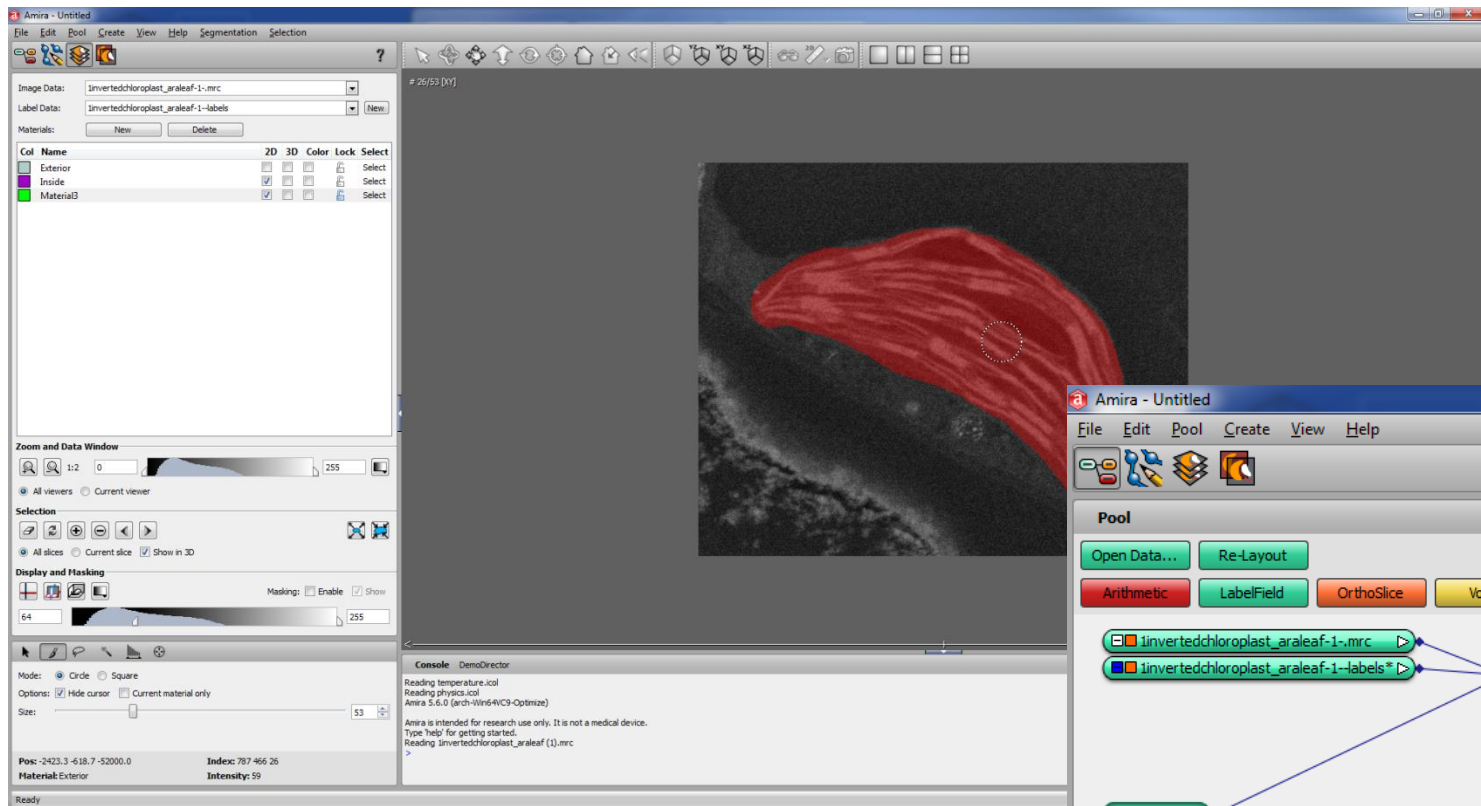 Amira - Untitled
File Edit Pool Create View Help Segmentation Selection
?
YZ XY XZ 2D
Image Data: 1invertedchloroplast_araleaf-1-.mrc
Label Data: 1invertedchloroplast_araleaf-1--labels New
Materials: New Delete
Col Name 2D 3D Color Lock Select
Exterior Select
Inside Select
Material3 Select
Zoom and Data Window
1:2 0 255
All viewers Current viewer
Selection
All slices Current slice Show in 3D
Display and Masking
Masking: Enable Show
64 255
Mode: Circle Square
Options: Hide cursor Current material only
Size: 53
Pos: -2423.3 -618.7 -52000.0 Index: 787 466 26
Material: Exterior Intensity: 59
Ready
# 26/53 [XY]
Console DemoDirector
Reading temperature.icol
Reading physics.icol
Amira 5.6.0 (arch-Win64VC9-Optimize)
Amira is intended for research use only. It is not a medical device.
Type 'help' for getting started.
Reading 1invertedchloroplast_araleaf (1).mrc
>
Amira - Untitled
File Edit Pool Create View Help
Pool
Open Data... Re-Layout
Arithmetic LabelField OrthoSlice Vo
1invertedchloroplast_araleaf-1-.mrc
1invertedchloroplast_araleaf-1--labels*